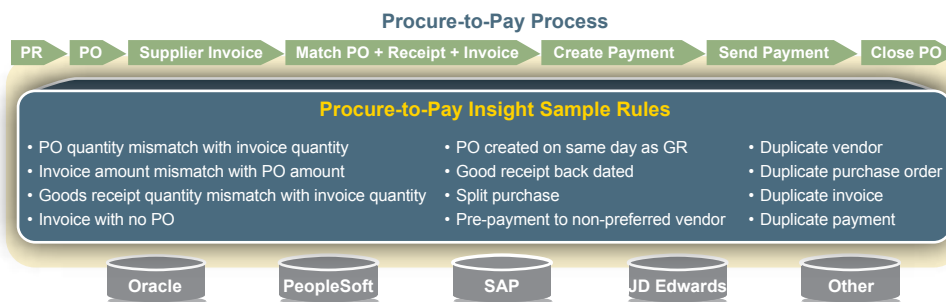 Procure-to-Pay Process
PR
PO
Supplier Invoice
Match PO + Receipt + Invoice
Create Payment
Send Payment
Close PO
Procure-to-Pay Insight Sample Rules
• PO quantity mismatch with invoice quantity
• Invoice amount mismatch with PO amount
• Goods receipt quantity mismatch with invoice quantity
• Invoice with no PO
• PO created on same day as GR
• Good receipt back dated
• Split purchase
• Pre-payment to non-preferred vendor
• Duplicate vendor
• Duplicate purchase order
• Duplicate invoice
• Duplicate payment
Oracle
PeopleSoft
SAP
JD Edwards
Other